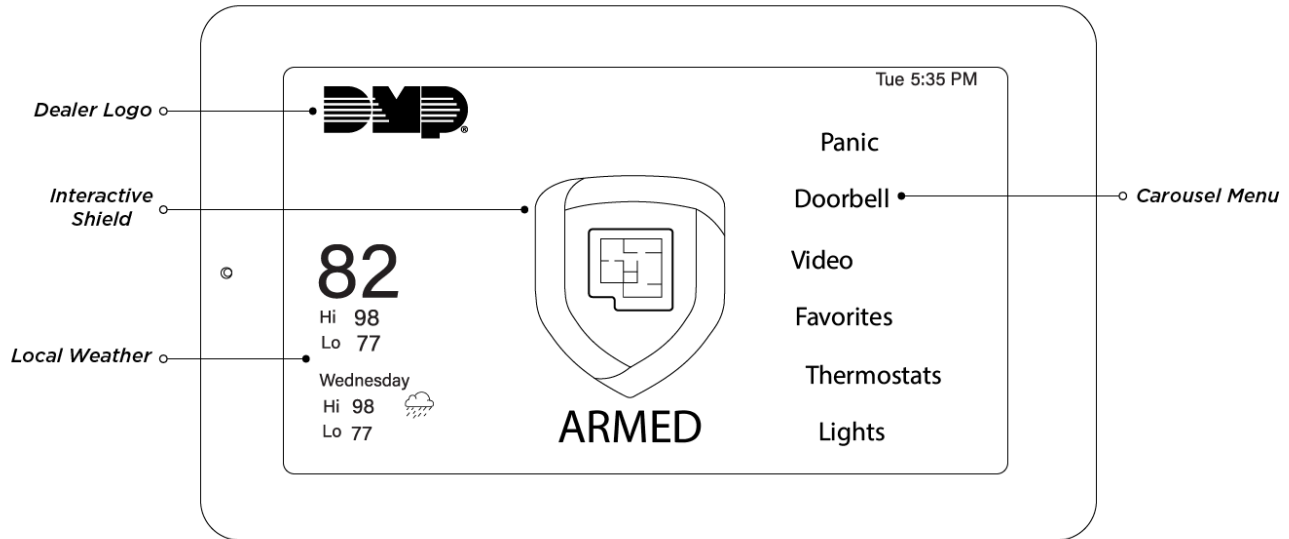 Tue 5:35 PM
Dealer Logo
DMP®
Panic
Interactive
Shield
Doorbell
Carousel Menu
82
Video
Hi 98
Favorites
Lo 77
Local Weather
Thermostats
Wednesday
Hi 98
ARMED
Lights
Lo 77